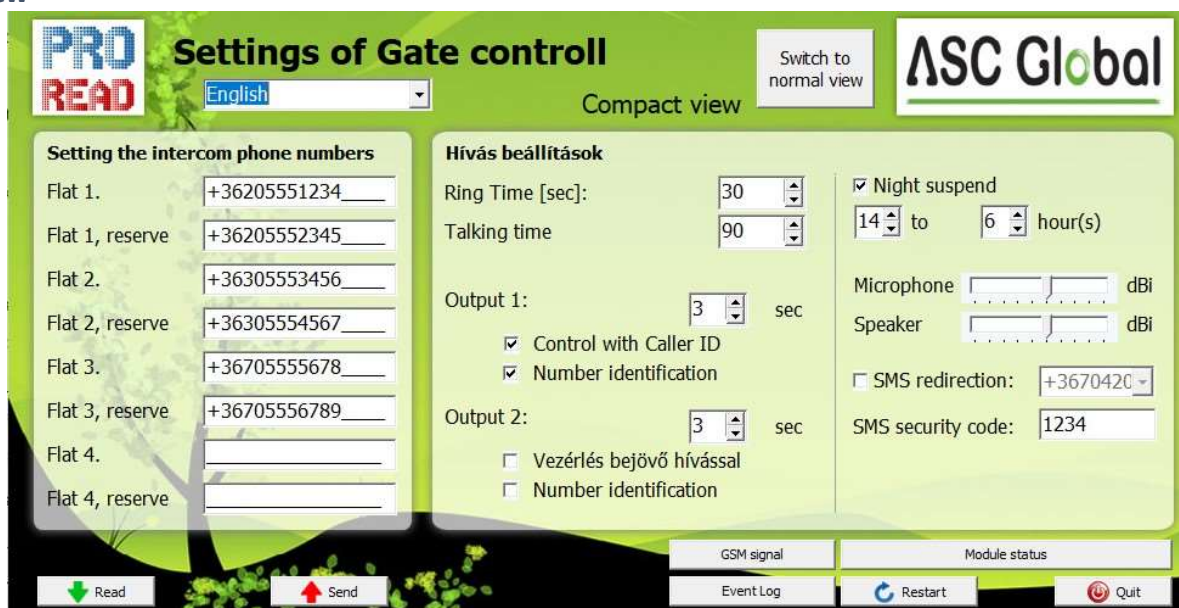 PRO
READ
Settings of Gate controll
English
Compact view
Switch to
normal view
ASC Global
Setting the intercom phone numbers
Flat 1. +36205551234____
Flat 1, reserve +36205552345____
Flat 2. +36305553456____
Flat 2, reserve +36305554567____
Flat 3. +36705555678____
Flat 3, reserve +36705556789____
Flat 4. ________________
Flat 4, reserve ________________
Hívás beállítások
Ring Time [sec]: 30
Talking time 90
Output 1: 3 sec
Control with Caller ID
Number identification
Output 2: 3 sec
Vezérlés bejövő hívással
Number identification
Night suspend
14 to 6 hour(s)
Microphone dBi
Speaker dBi
SMS redirection: +3670420
SMS security code: 1234
GSM signal
Module status
Read
Send
Event Log
Restart
Quit